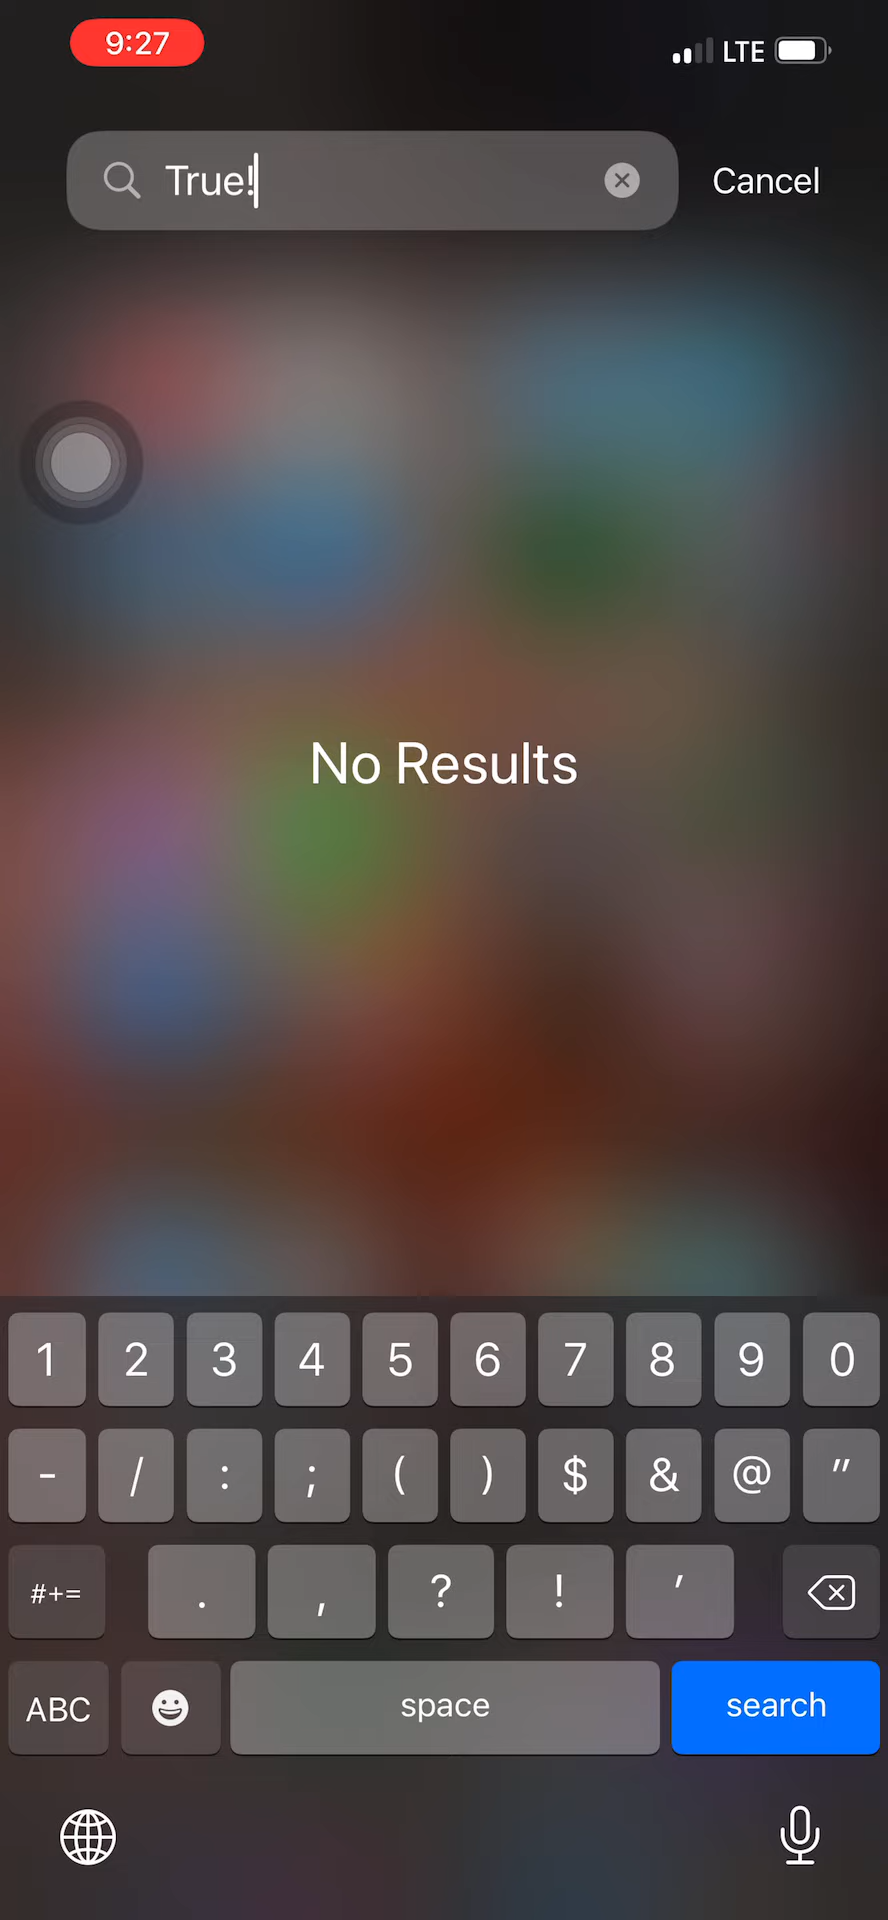 9:27 LTE
True! Cancel
No Results
1 2 3 4 5 6 7 8 9 0
- / : ; ( ) $ & @ "
#+= . , ? ! '
ABC space search